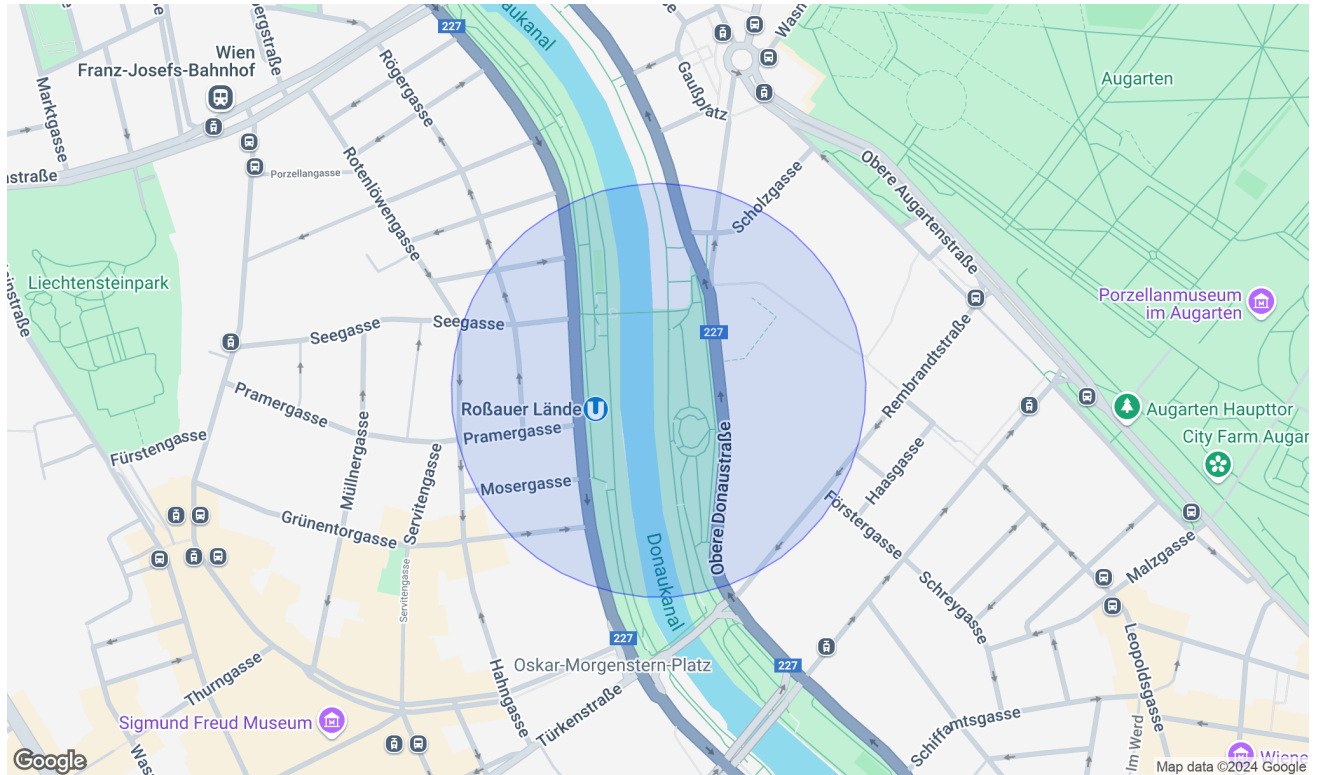 227
Donaukanal
Wien
Franz-Josefs-Bahnhof
Marktgasse
Rögergasse
Gaußplatz
Augarten
Porzellangasse
Rotenlöwengasse
Scholzgasse
Obere Augartenstraße
Liechtensteinpark
Porzellanmuseum
im Augarten
Seegasse
Seegasse
227
Rembrandtstraße
Pramergasse
Roßauer Lände
Pramergasse
Augarten Haupttor
City Farm Augar
Fürstengasse
Müllnergasse
Servitengasse
Mosergasse
Obere Donaustraße
Haasgasse
Förstergasse
Grünentorgasse
Donaukanal
Malzgasse
Servitengasse
Schreygasse
227
Oskar-Morgenstern-Platz
227
Leopoldsgasse
Thurngasse
Hahngasse
Türkenstraße
Sigmund Freud Museum
Schiffamtsgasse
Im Werd
Wiene
Google
Map data ©2024 Google